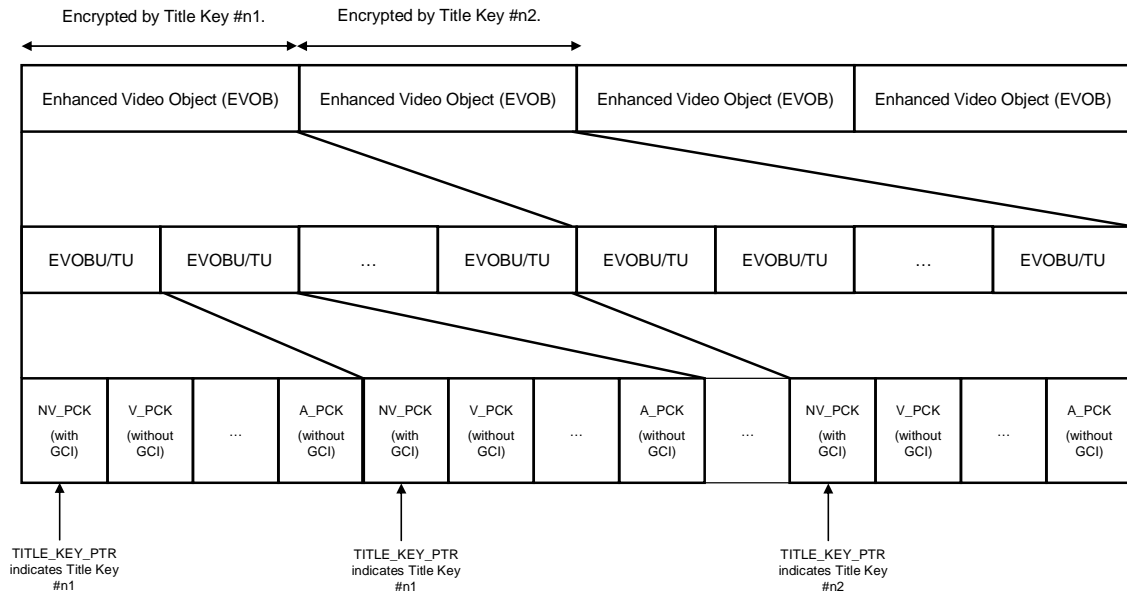 Encrypted by Title Key #n1.
Encrypted by Title Key #n2.
Enhanced Video Object (EVOB)
Enhanced Video Object (EVOB)
Enhanced Video Object (EVOB)
Enhanced Video Object (EVOB)
EVOBU/TU
EVOBU/TU
...
EVOBU/TU
EVOBU/TU
EVOBU/TU
...
EVOBU/TU
NV_PCK
(with
GCI)
V_PCK
(without
GCI)
...
A_PCK
(without
GCI)
NV_PCK
(with
GCI)
V_PCK
(without
GCI)
...
A_PCK
(without
GCI)
...
NV_PCK
(with
GCI)
V_PCK
(without
GCI)
...
A_PCK
(without
GCI)
TITLE_KEY_PTR
indicates Title Key
#n1
TITLE_KEY_PTR
indicates Title Key
#n1
TITLE_KEY_PTR
indicates Title Key
#n2